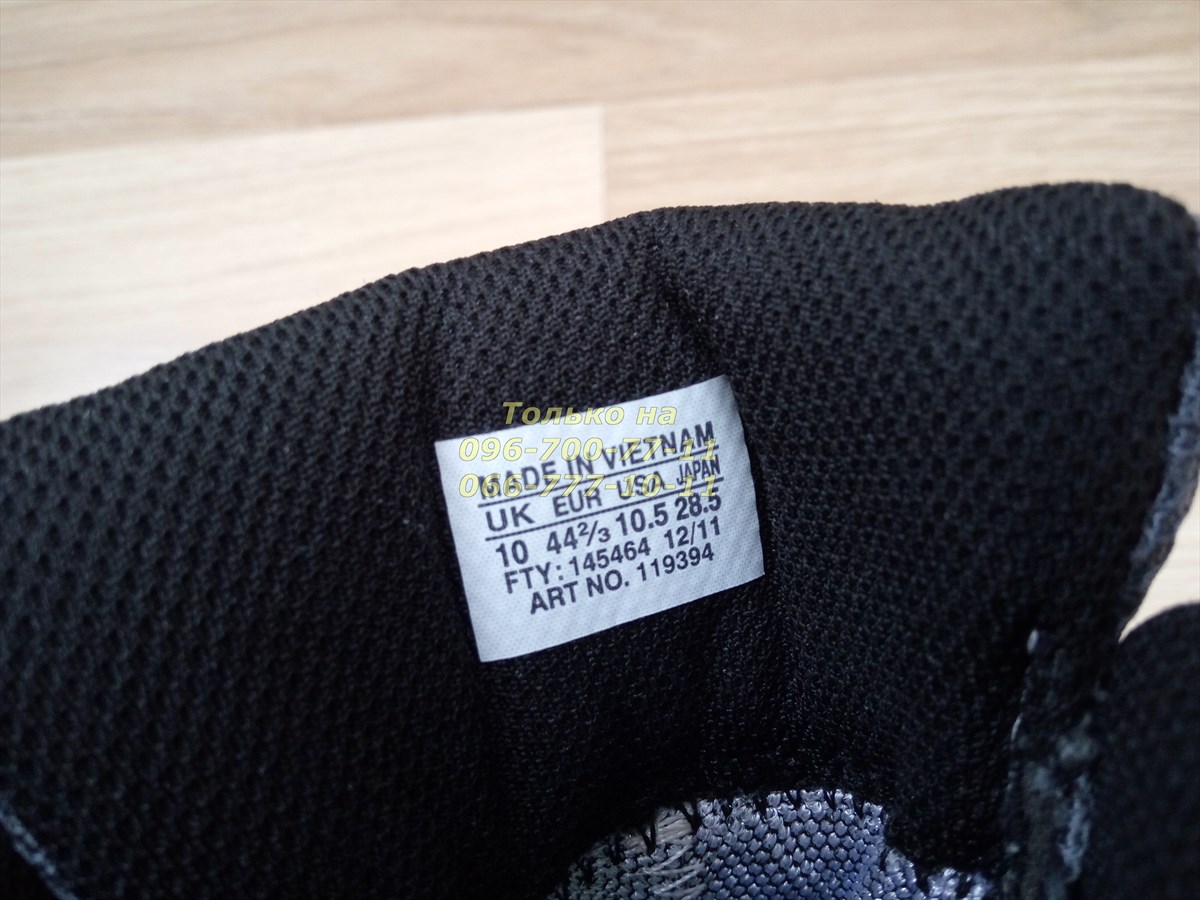 Только на
096-700-77-11
066-777-10-11
MADE IN VIETNAM
UK EUR USA JAPAN
10 44⅔ 10.5 28.5
FTY: 145464 12/11
ART NO. 119394